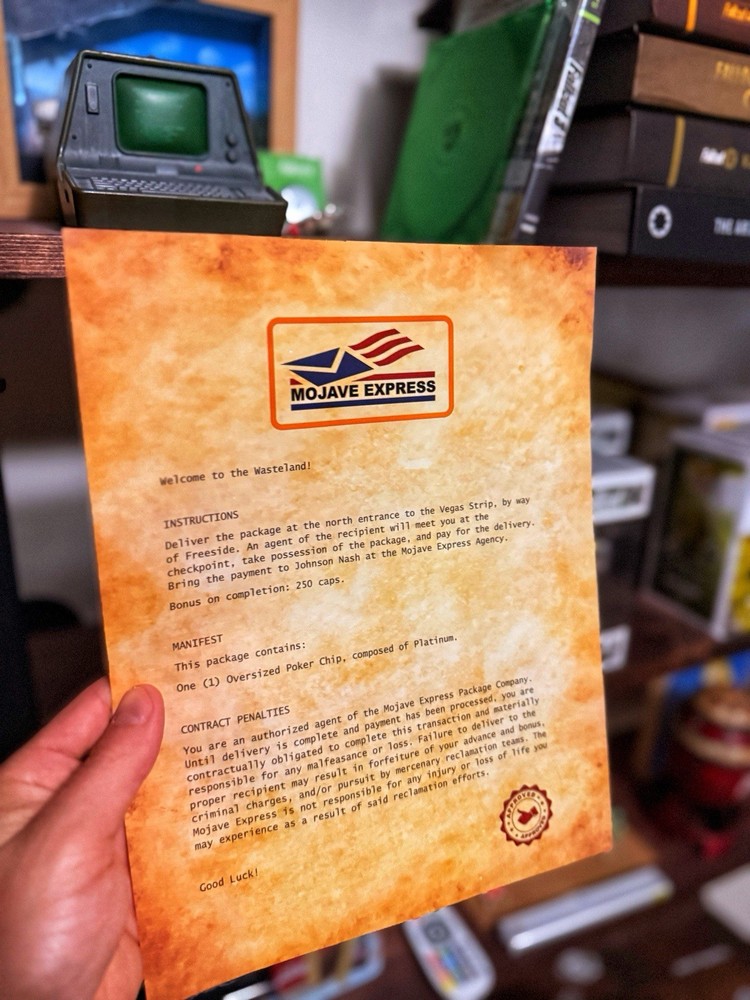 Fallout 3
FALLO
Fallout
THE AR
MOJAVE EXPRESS
Welcome to the Wasteland!
INSTRUCTIONS
Deliver the package at the north entrance to the Vegas Strip, by way
of Freeside. An agent of the recipient will meet you at the
checkpoint, take possession of the package, and pay for the delivery.
Bring the payment to Johnson Nash at the Mojave Express Agency.
Bonus on completion: 250 caps.
MANIFEST
This package contains:
One (1) Oversized Poker Chip, composed of Platinum.
CONTRACT PENALTIES
You are an authorized agent of the Mojave Express Package Company.
Until delivery is complete and payment has been processed, you are
contractually obligated to complete this transaction and materially
responsible for any malfeasance or loss. Failure to deliver to the
proper recipient may result in forfeiture of your advance and bonus,
criminal charges, and/or pursuit by mercenary reclamation teams. The
Mojave Express is not responsible for any injury or loss of life you
may experience as a result of said reclamation efforts.
APPROVED
APPROVED
Good Luck!